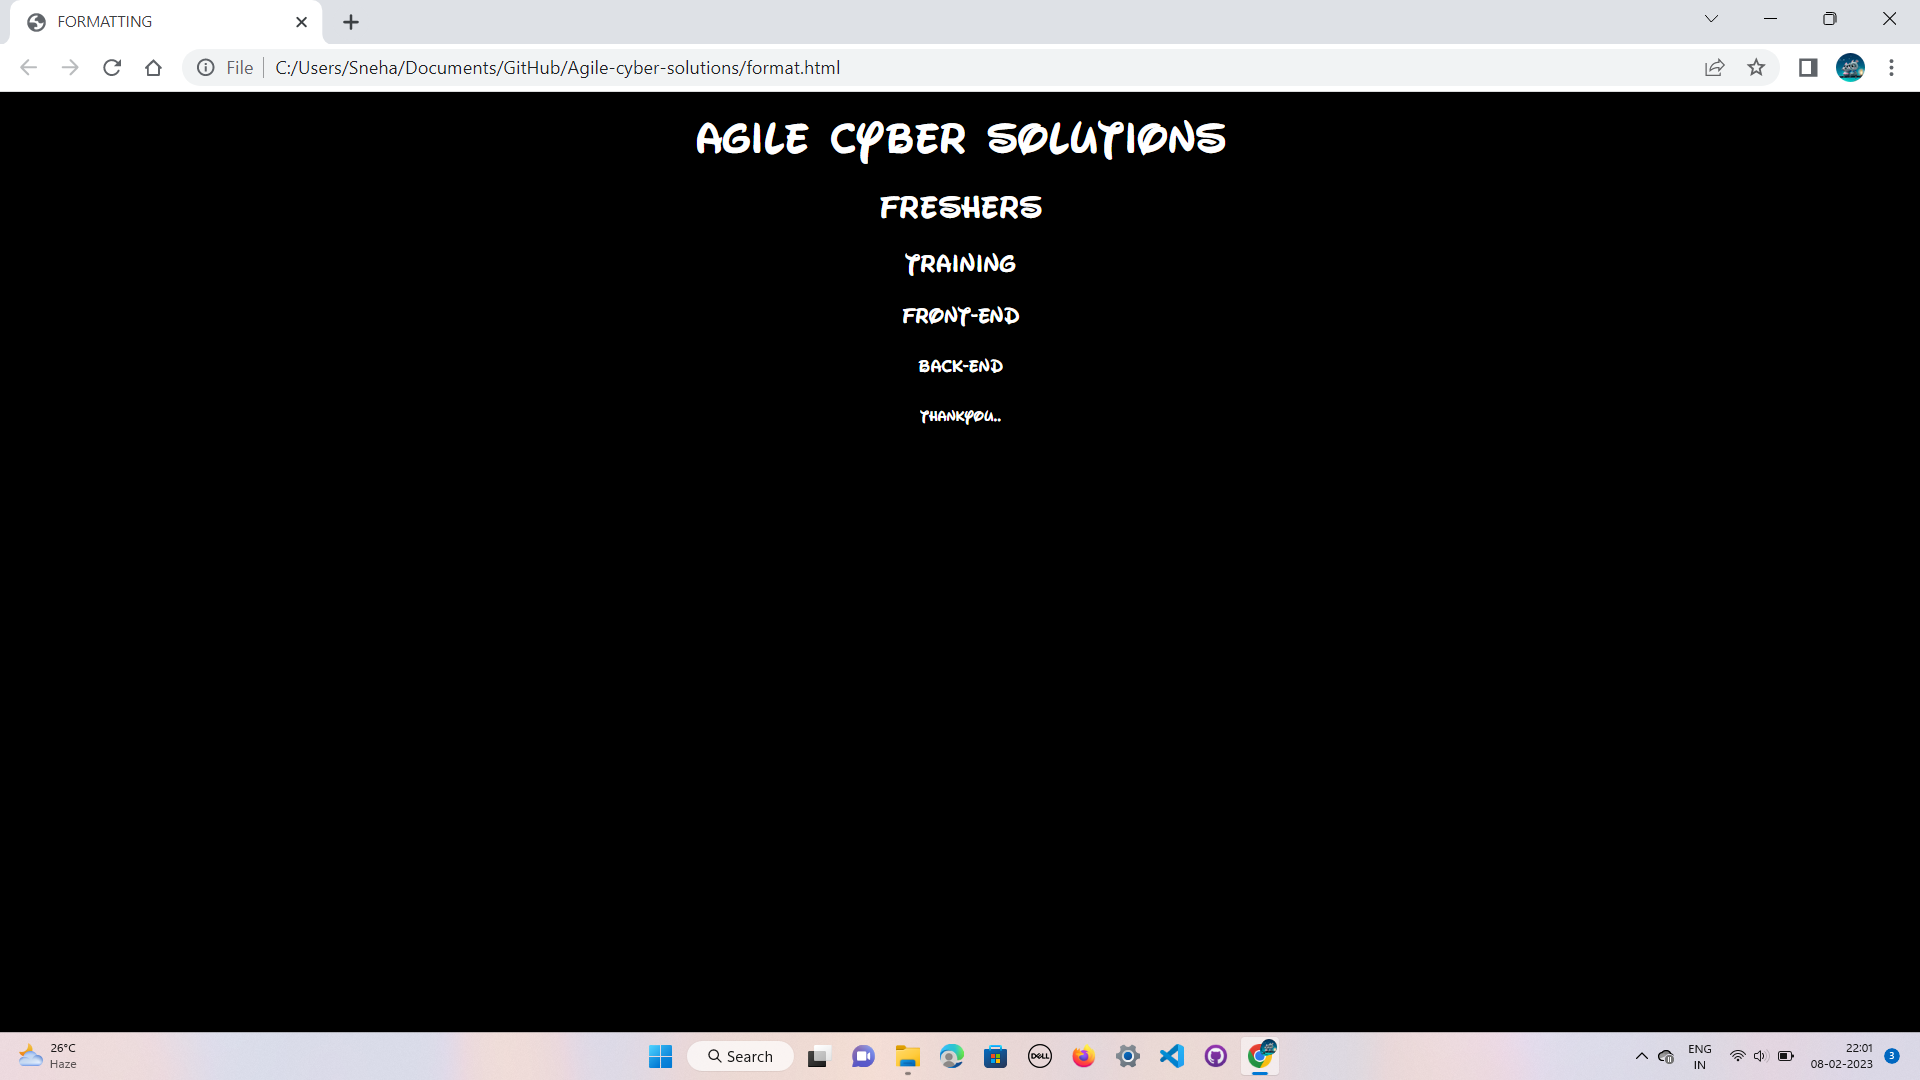 FORMATTING
File
C:/Users/Sneha/Documents/GitHub/Agile-cyber-solutions/format.html
AGILE CYBER SOLUTIONS
FRESHERS
TRAINING
FRONT-END
BACK-END
THANKYOU..
26°C
Haze
Search
DELL
ENG
IN
22:01
08-02-2023
3